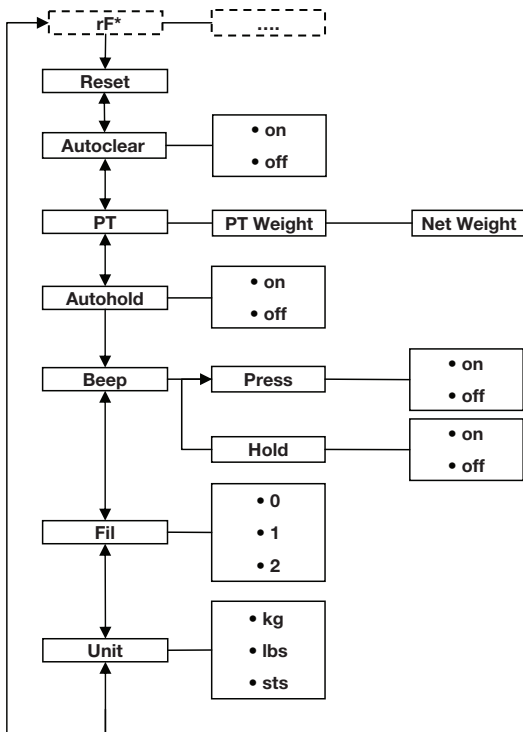 rF*
....
Reset
Autoclear
• on
• off
PT
PT Weight
Net Weight
Autohold
• on
• off
Beep
Press
• on
• off
Hold
• on
• off
Fil
• 0
• 1
• 2
Unit
• kg
• lbs
• sts